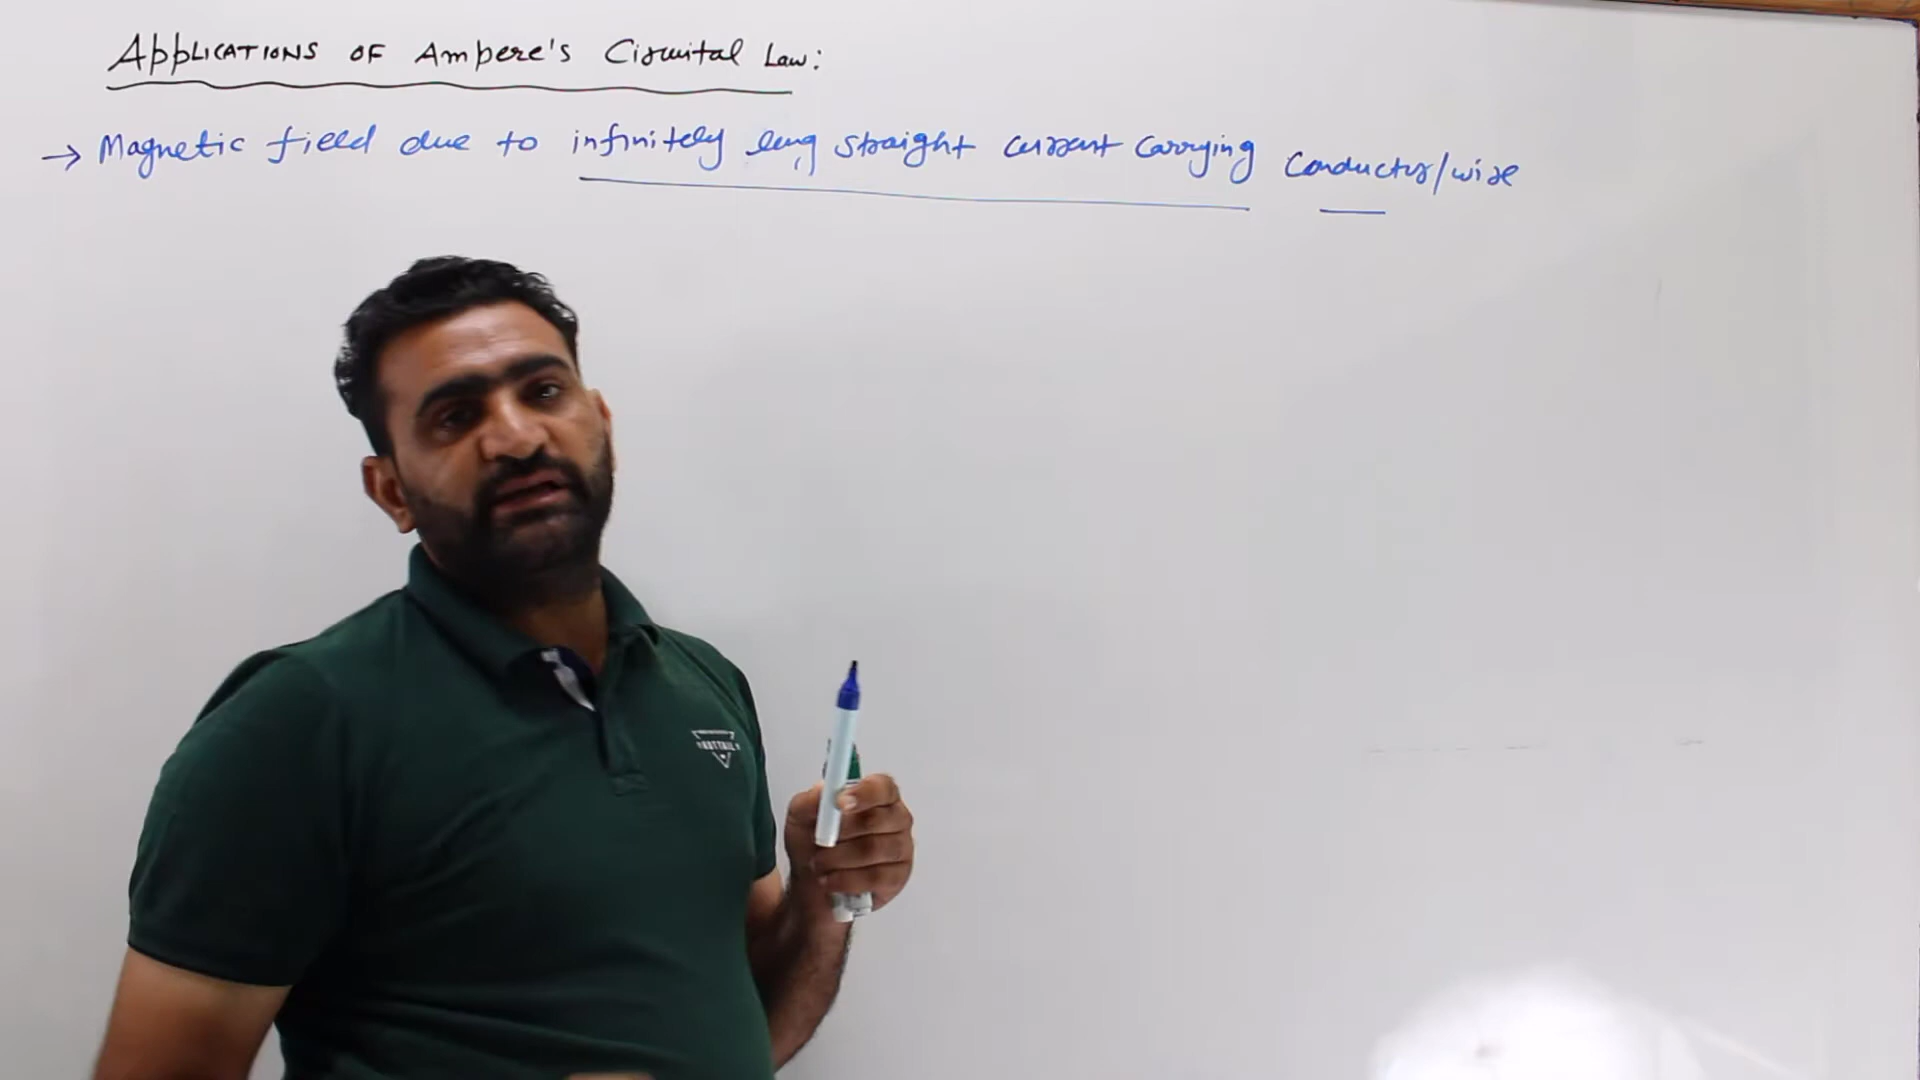 Applications of Ampere's Circuital Law:
→ Magnetic field due to infinitely long straight current carrying conductor/wire